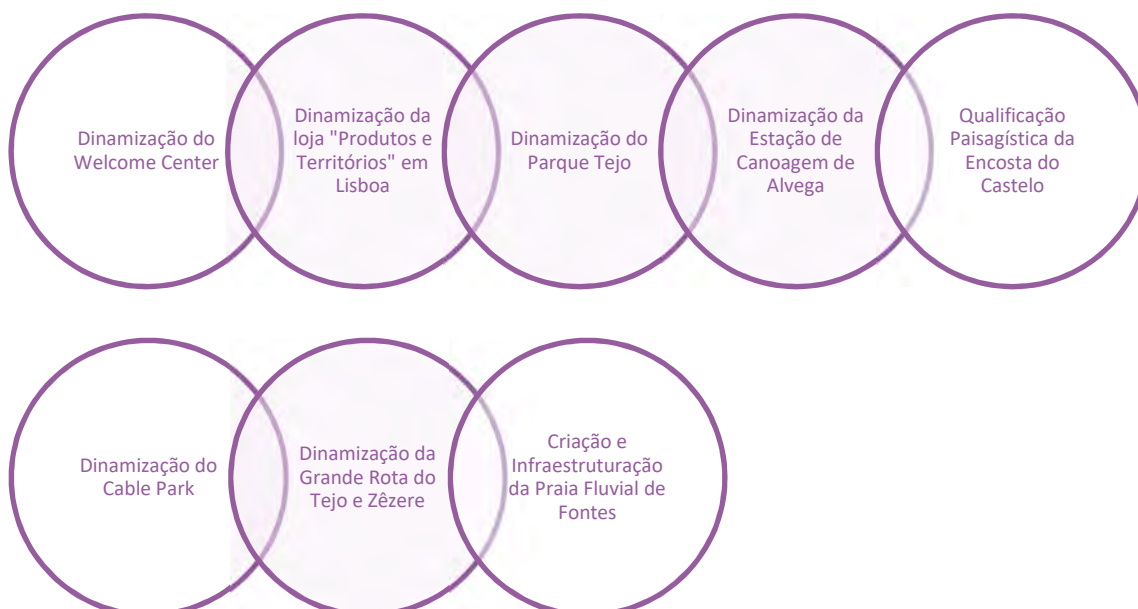 Dinamização do
Welcome Center
Dinamização da
loja "Produtos e
Territórios" em
Lisboa
Dinamização do
Parque Tejo
Dinamização da
Estação de
Canoagem de
Alvega
Qualificação
Paisagística da
Encosta do
Castelo
Dinamização do
Cable Park
Dinamização da
Grande Rota do
Tejo e Zêzere
Criação e
Infraestruturação
da Praia Fluvial de
Fontes